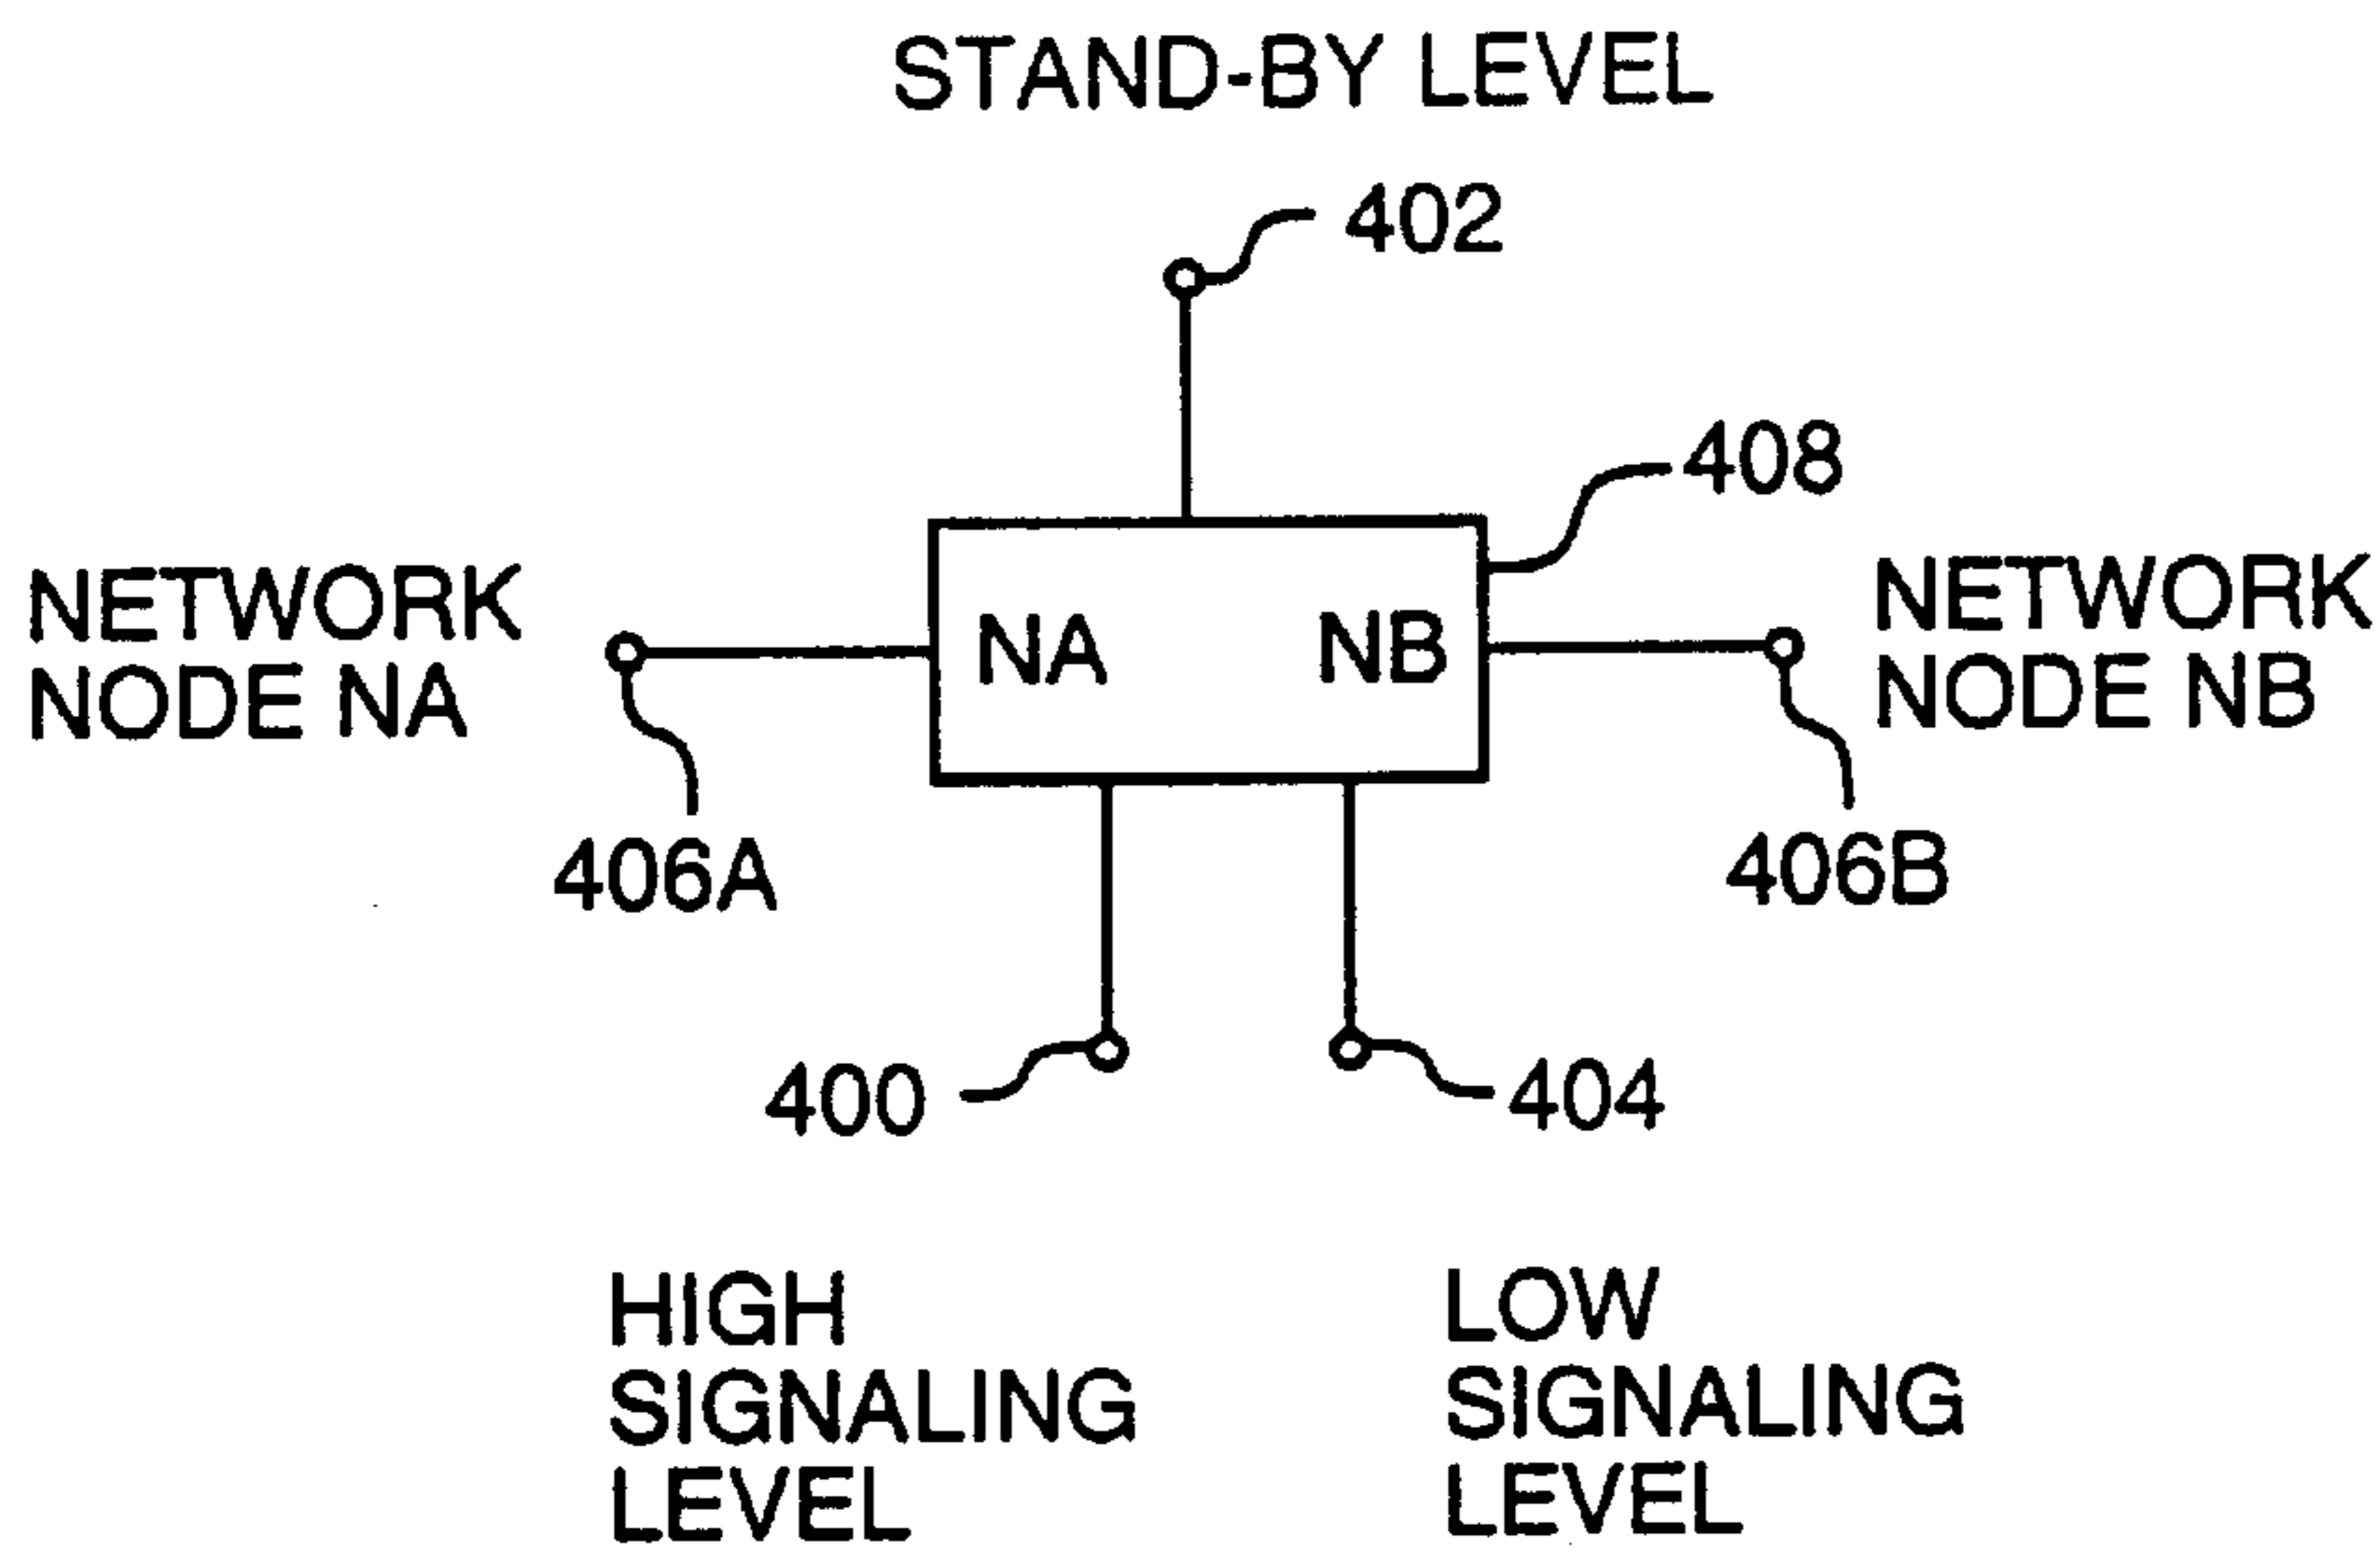 STAND-BY LEVEL
402
408
NETWORK
NODE NA
NA
NB
NETWORK
NODE NB
406A
406B
400
404
HIGH
SIGNALING
LEVEL
LOW
SIGNALING
LEVEL